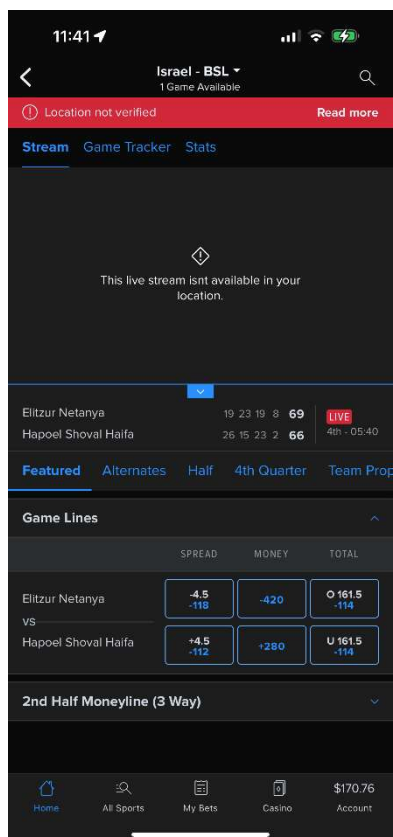 11:41
Israel - BSL
1 Game Available
Location not verified Read more
Stream Game Tracker Stats
This live stream isnt available in your
location.
Elitzur Netanya 19 23 19 8 69 LIVE
Hapoel Shoval Haifa 26 15 23 2 66 4th - 05:40
Featured Alternates Half 4th Quarter Team Prop
Game Lines
SPREAD MONEY TOTAL
Elitzur Netanya -4.5 -118 -420 O 161.5 -114
VS
Hapoel Shoval Haifa +4.5 -112 +280 U 161.5 -114
2nd Half Moneyline (3 Way)
Home All Sports My Bets Casino $170.76 Account